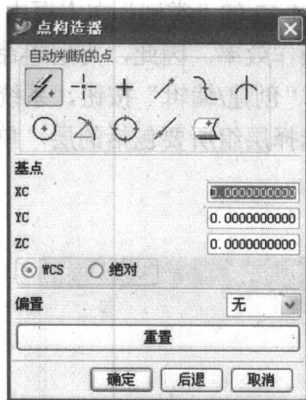 点构造器
自动判断的点
基点
XC 0.0000000000
YC 0.0000000000
ZC 0.0000000000
WCS 绝对
偏置 无
重置
确定 后退 取消